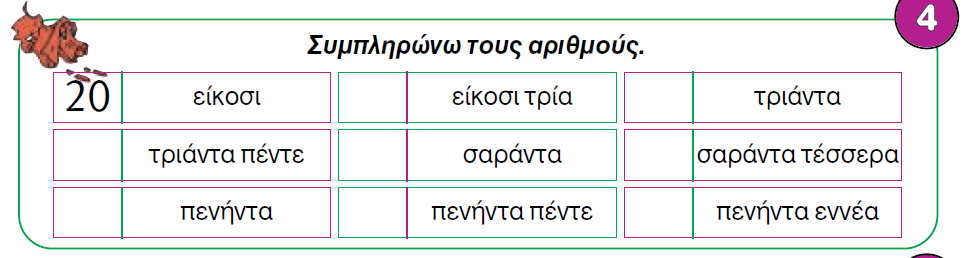 4
Συμπληρώνω τους αριθμούς.
20 είκοσι είκοσι τρία τριάντα
τριάντα πέντε σαράντα σαράντα τέσσερα
πενήντα πενήντα πέντε πενήντα εννέα